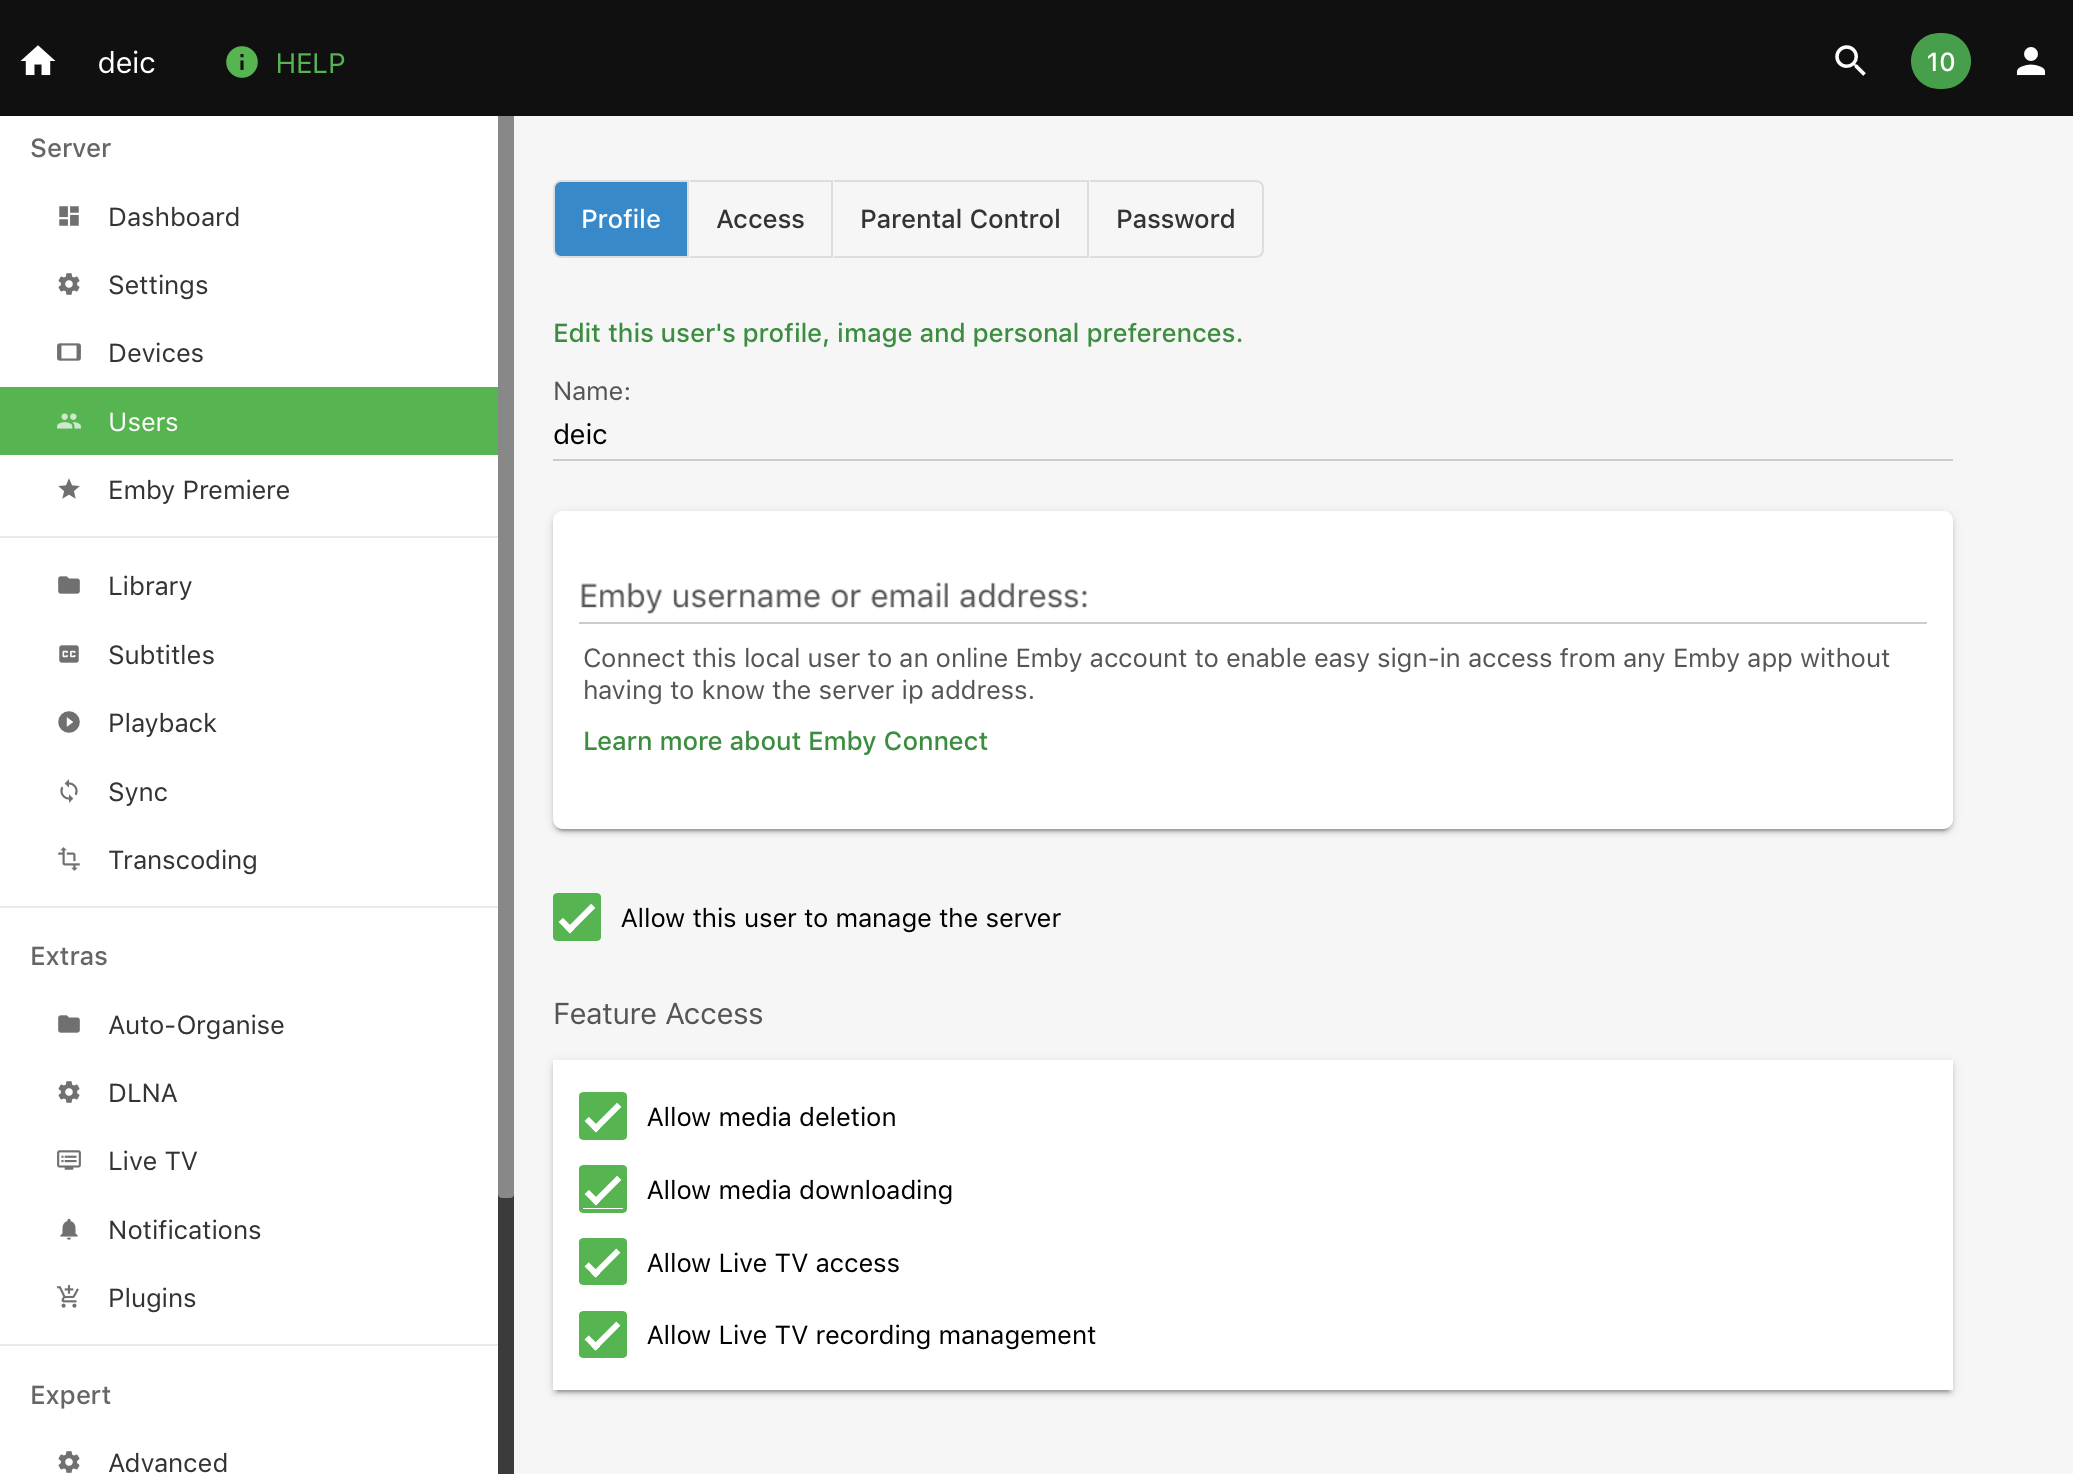 deic
HELP
10
Server
Dashboard
Settings
Devices
Users
Emby Premiere
Library
CC
Subtitles
Playback
Sync
Transcoding
Extras
Auto-Organise
DLNA
Live TV
Notifications
Plugins
Expert
Advanced
Profile
Access
Parental Control
Password
Edit this user's profile, image and personal preferences.
Name:
deic
Emby username or email address:
Connect this local user to an online Emby account to enable easy sign-in access from any Emby app without
having to know the server ip address.
Learn more about Emby Connect
Allow this user to manage the server
Feature Access
Allow media deletion
Allow media downloading
Allow Live TV access
Allow Live TV recording management